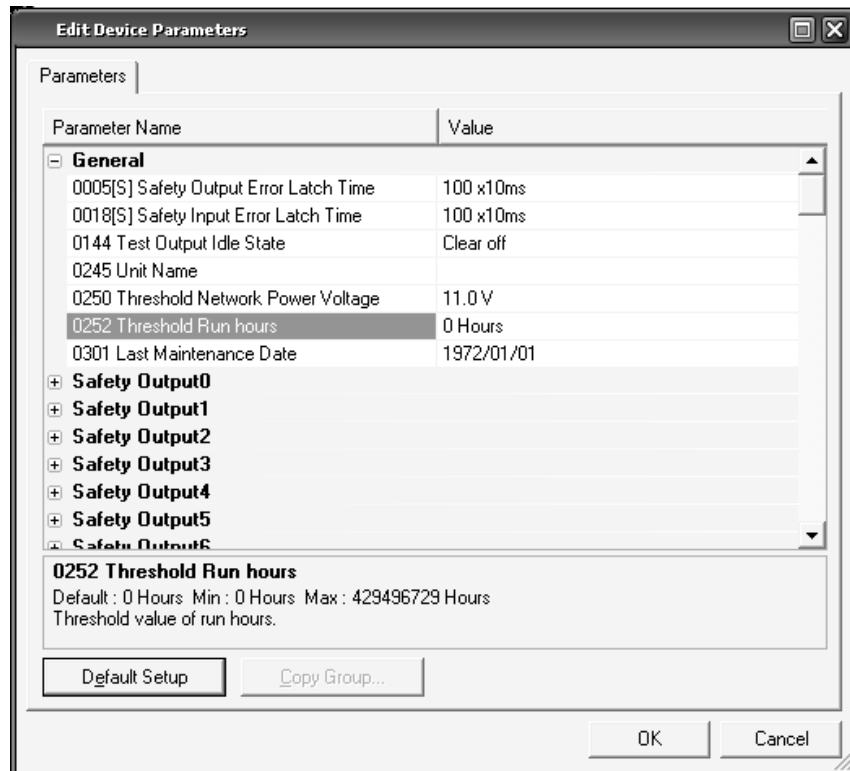 Edit Device Parameters
Parameters
Parameter Name Value
General
0005[S] Safety Output Error Latch Time 100 x10ms
0018[S] Safety Input Error Latch Time 100 x10ms
0144 Test Output Idle State Clear off
0245 Unit Name
0250 Threshold Network Power Voltage 11.0 V
0252 Threshold Run hours 0 Hours
0301 Last Maintenance Date 1972/01/01
Safety Output0
Safety Output1
Safety Output2
Safety Output3
Safety Output4
Safety Output5
Safety Output6
0252 Threshold Run hours
Default : 0 Hours Min : 0 Hours Max : 429496729 Hours
Threshold value of run hours.
Default Setup Copy Group...
OK Cancel